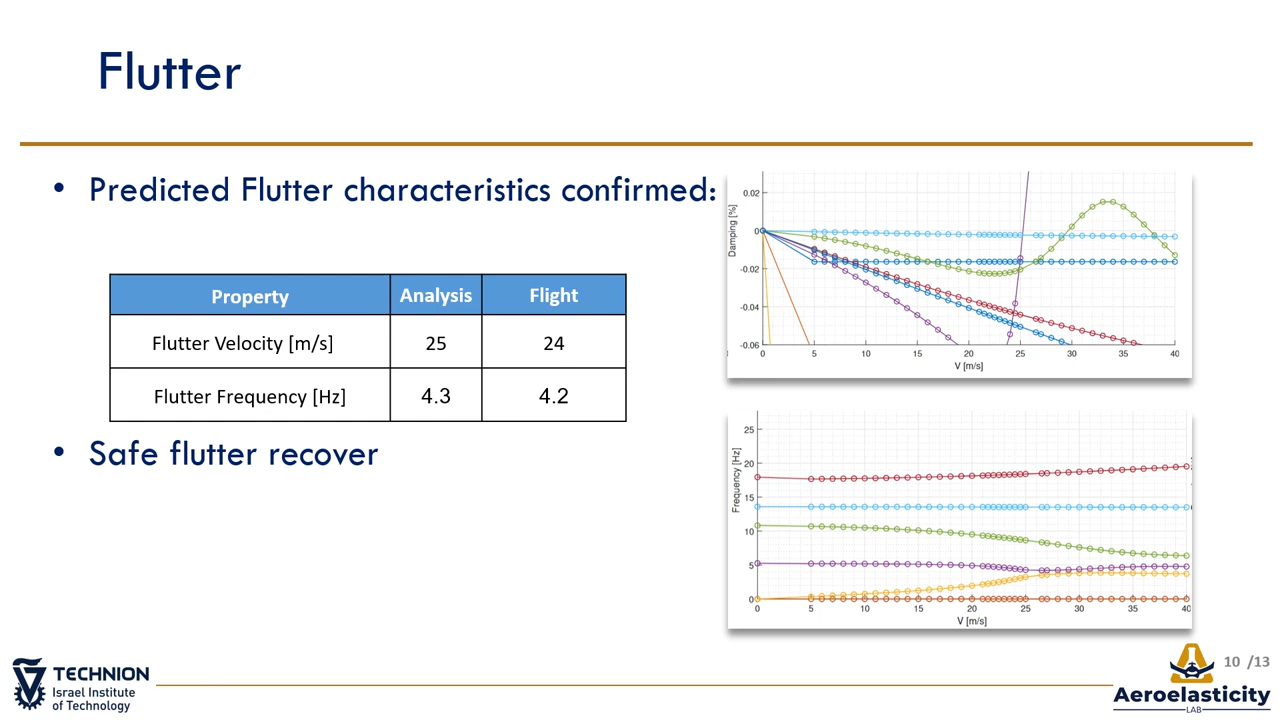 Flutter
• Predicted Flutter characteristics confirmed:
Property Analysis Flight
Flutter Velocity [m/s] 25 24
Flutter Frequency [Hz] 4.3 4.2
• Safe flutter recover
Damping [%]
0.02
0
-0.02
-0.04
-0.06
0 5 10 15 20 25 30 35 40
V [m/s]
Frequency [Hz]
25
20
15
10
5
0
0 5 10 15 20 25 30 35 40
V [m/s]
TECHNION
Israel Institute
of Technology
Aeroelasticity
LAB
10 /13